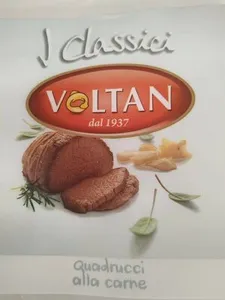 I Classici
VOLTAN
dal 1937
quadrucci
alla carne